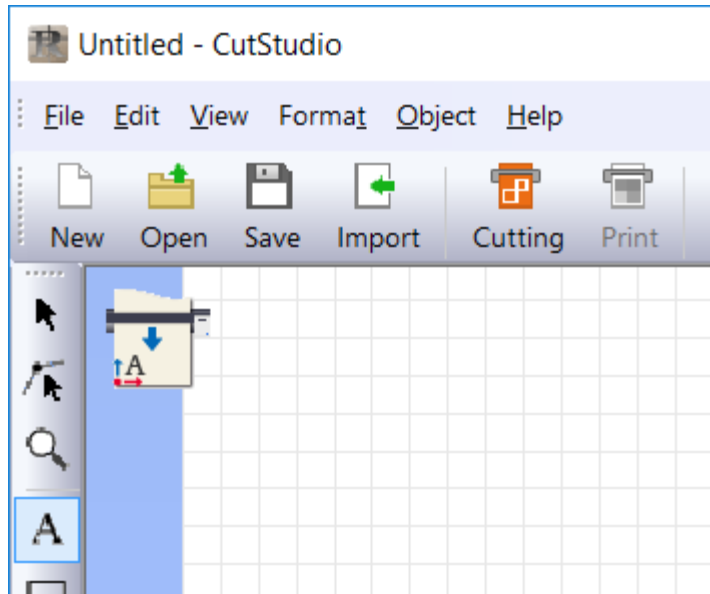 Untitled - CutStudio
File Edit View Format Object Help
New Open Save Import Cutting Print
A
A